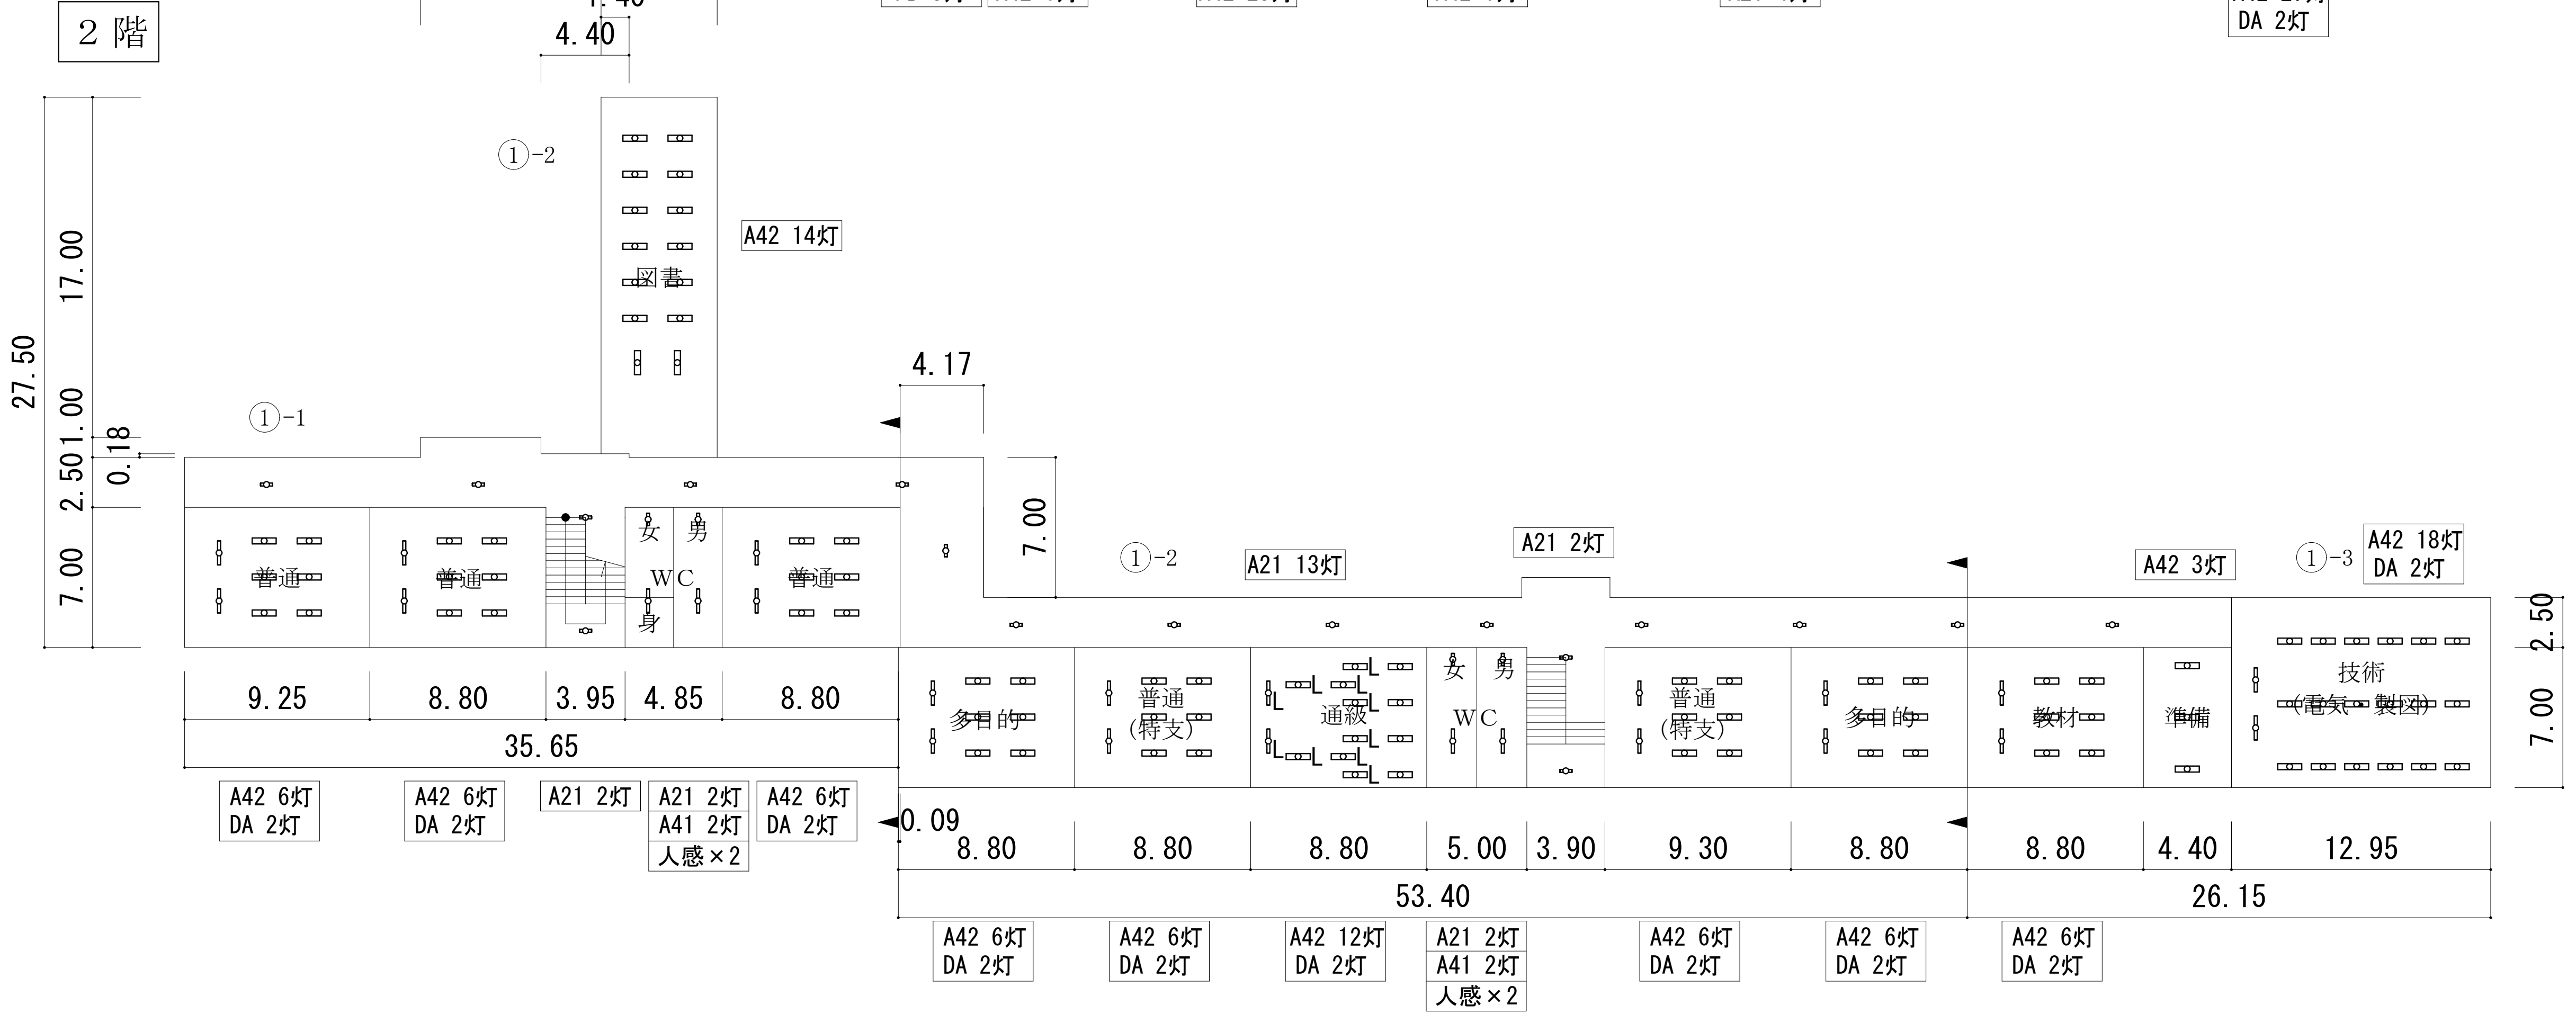 2 階
4.40
27.50
17.00
1.00
2.50
0.18
7.00
①-2
A42 14灯
図書
①-1
4.17
7.00
普通
普通
女
男
WC
身
普通
9.25
8.80
3.95
4.85
8.80
35.65
A42 6灯
DA 2灯
A42 6灯
DA 2灯
A21 2灯
A21 2灯
A41 2灯
人感×2
A42 6灯
DA 2灯
①-2
A21 13灯
A21 2灯
A42 3灯
①-3
A42 18灯
DA 2灯
多目的
普通
(特支)
L
L
L
L
L
L
L
L
L
L
通級
女
男
WC
普通
(特支)
多目的
教材
準備
技術
(電気・製図)
2.50
7.00
0.09
8.80
8.80
8.80
5.00
3.90
9.30
8.80
8.80
4.40
12.95
53.40
26.15
A42 6灯
DA 2灯
A42 6灯
DA 2灯
A42 12灯
DA 2灯
A21 2灯
A41 2灯
人感×2
A42 6灯
DA 2灯
A42 6灯
DA 2灯
A42 6灯
DA 2灯
DA 2灯